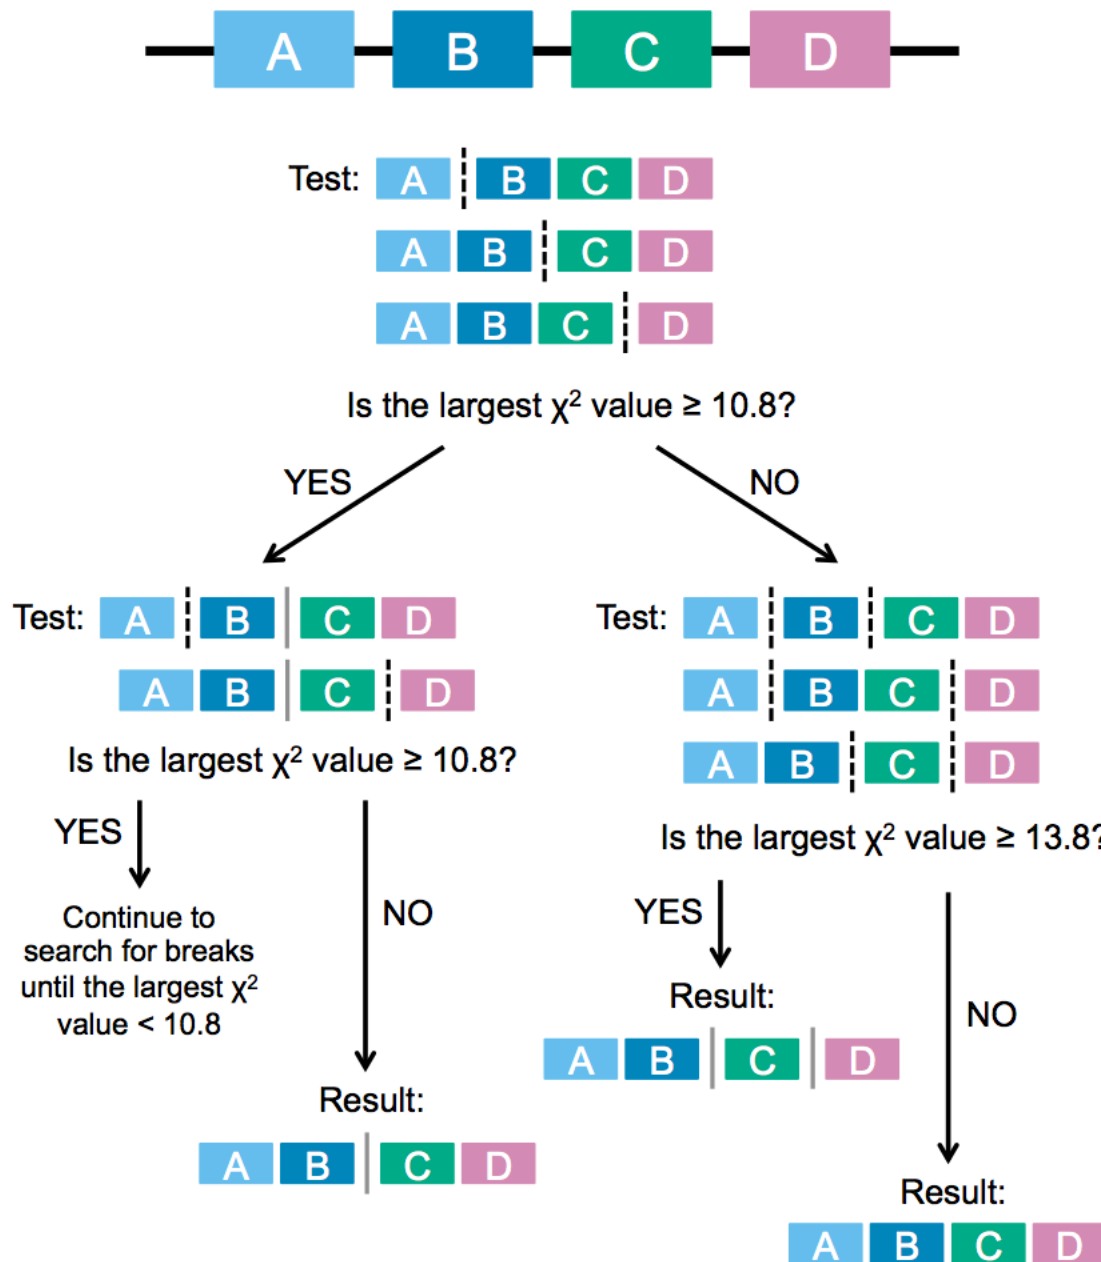 A B C D
Test: A B C D
A B C D
A B C D
Is the largest χ² value ≥ 10.8?
YES
NO
Test: A B C D
A B C D
Is the largest χ² value ≥ 10.8?
YES
Continue to
search for breaks
until the largest χ²
value < 10.8
NO
Result:
A B C D
Test: A B C D
A B C D
A B C D
Is the largest χ² value ≥ 13.8?
YES
Result:
A B C D
NO
Result:
A B C D